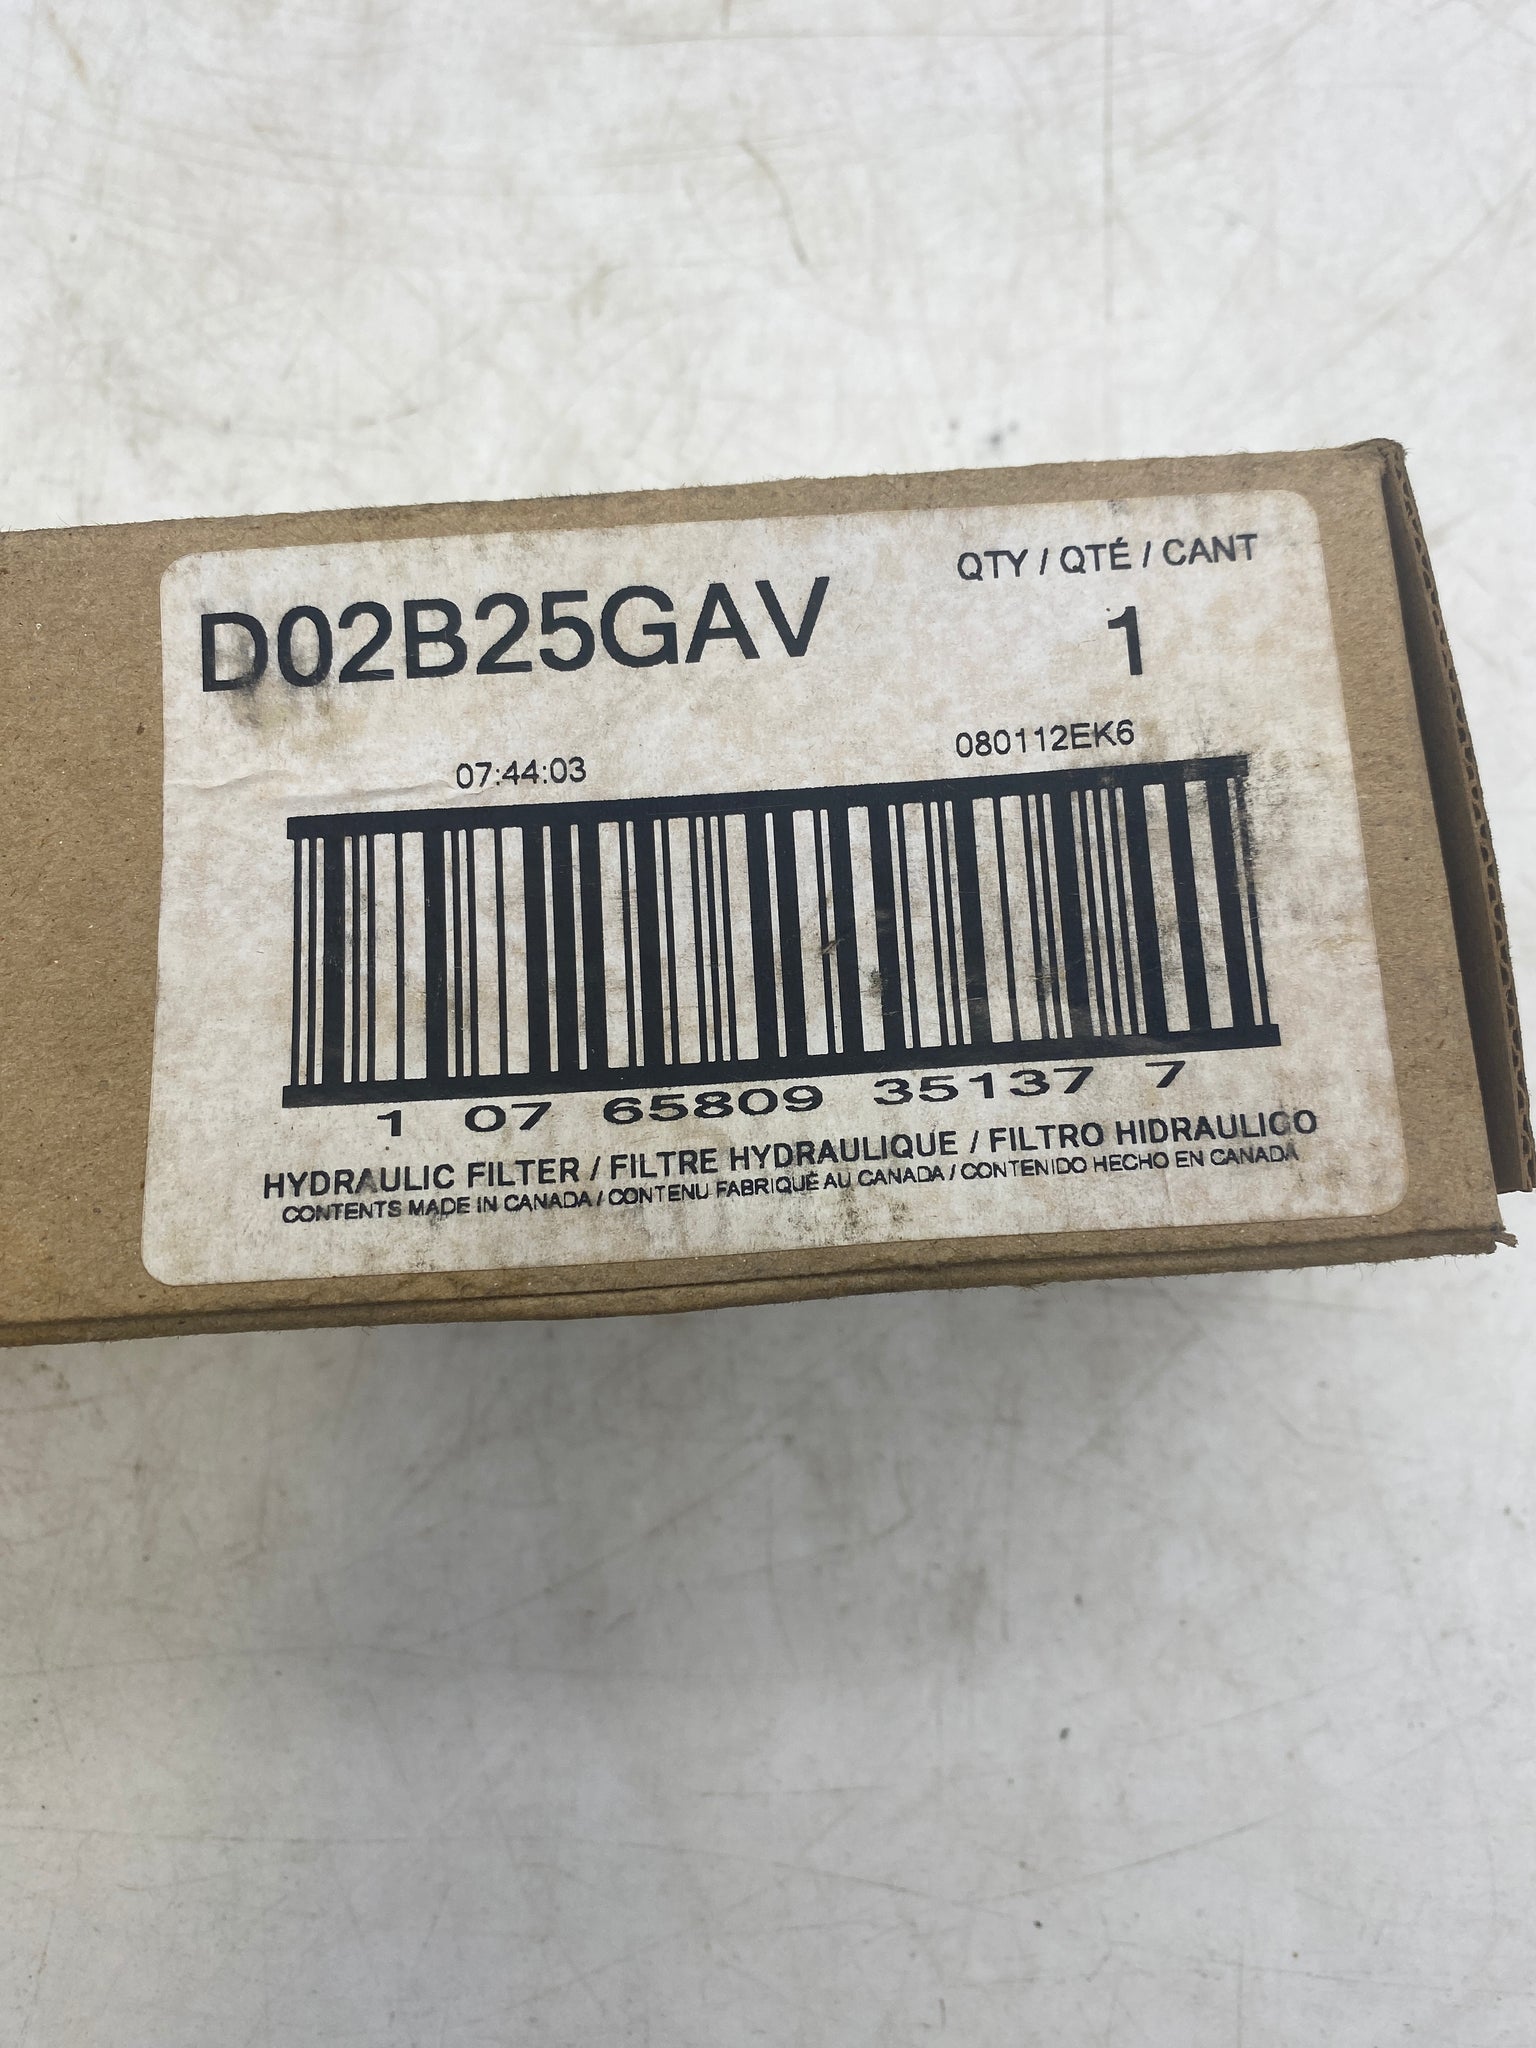 D02B25GAV
QTY / QTÉ / CANT
1
07:44:03
080112EK6
1 07 65809 35137 7
HYDRAULIC FILTER / FILTRE HYDRAULIQUE / FILTRO HIDRAULICO
CONTENTS MADE IN CANADA / CONTENU FABRIQUÉ AU CANADA / CONTENIDO HECHO EN CANADA